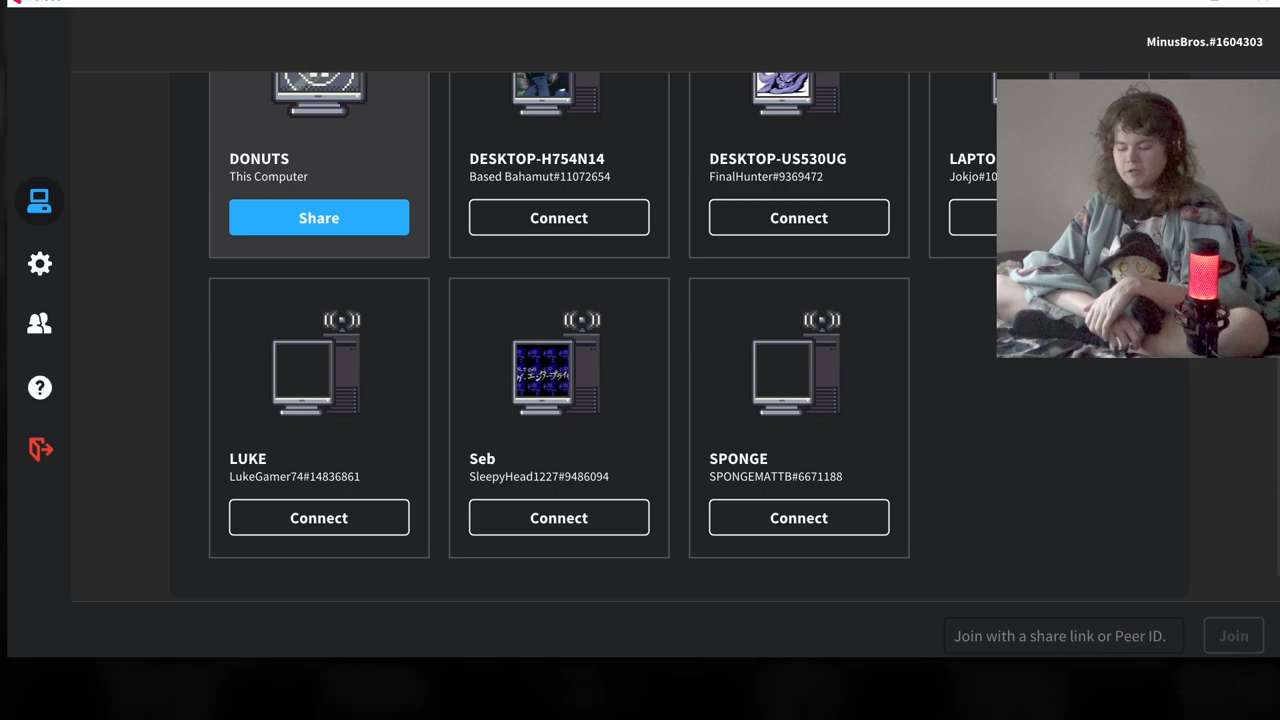 MinusBros.#1604303
DONUTS
This Computer
Share
DESKTOP-H754N14
Based Bahamut#11072654
Connect
DESKTOP-US530UG
FinalHunter#9369472
Connect
LAPTO
Jokjo#10
LUKE
LukeGamer74#14836861
Connect
Seb
SleepyHead1227#9486094
Connect
SPONGE
SPONGEMATTB#6671188
Connect
Join with a share link or Peer ID.
Join